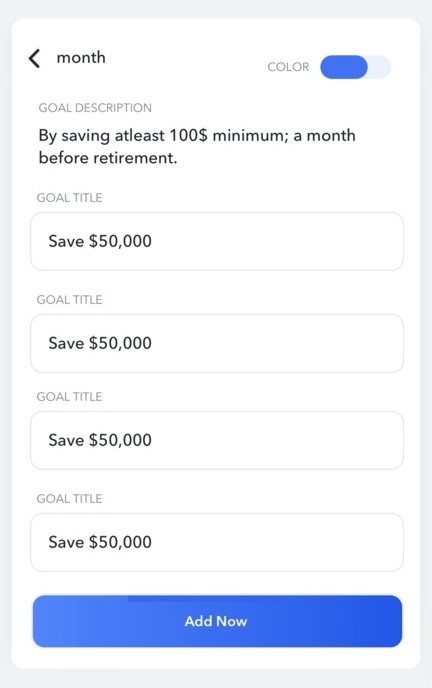 month
COLOR
GOAL DESCRIPTION
By saving atleast 100$ minimum; a month
before retirement.
GOAL TITLE
Save $50,000
GOAL TITLE
Save $50,000
GOAL TITLE
Save $50,000
GOAL TITLE
Save $50,000
Add Now